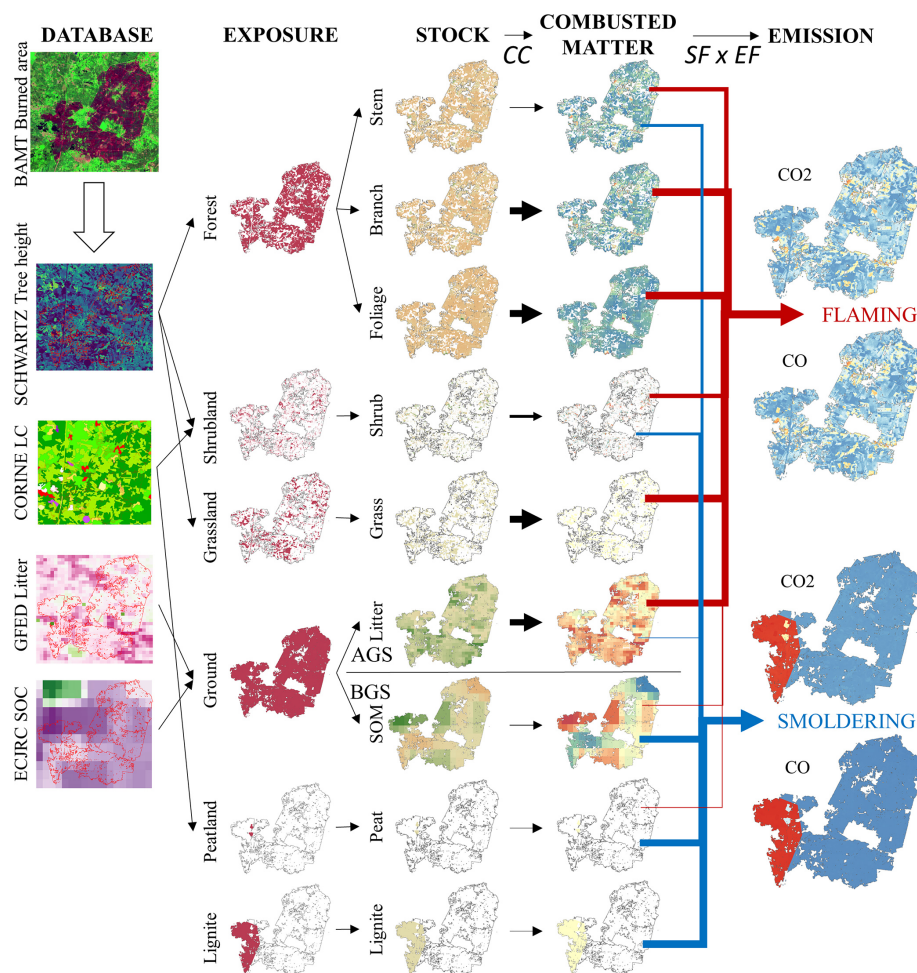 DATABASE
EXPOSURE
STOCK
CC
COMBUSTED
MATTER
SF x EF
EMISSION
BAMT Burned area
SCHWARTZ Tree height
CORINE LC
GFED Litter
ECJRC SOC
Forest
Shrubland
Grassland
Ground
Peatland
Lignite
Stem
Branch
Foliage
Shrub
Grass
Litter
AGS
BGS
SOM
Peat
Lignite
CO2
FLAMING
CO
CO2
SMOLDERING
CO